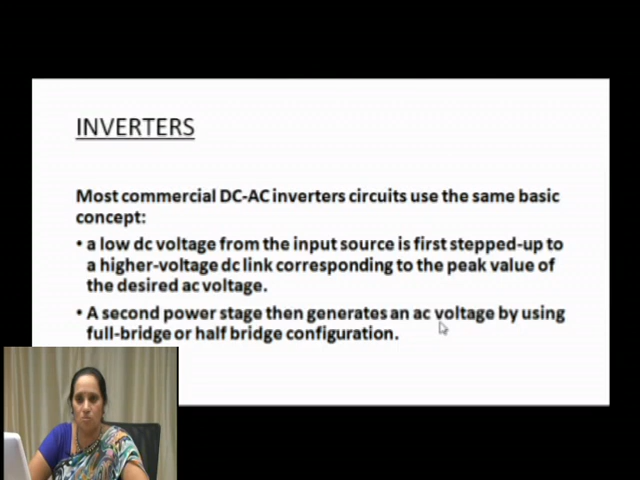 INVERTERS
Most commercial DC-AC inverters circuits use the same basic
concept:
• a low dc voltage from the input source is first stepped-up to
a higher-voltage dc link corresponding to the peak value of
the desired ac voltage.
• A second power stage then generates an ac voltage by using
full-bridge or half bridge configuration.